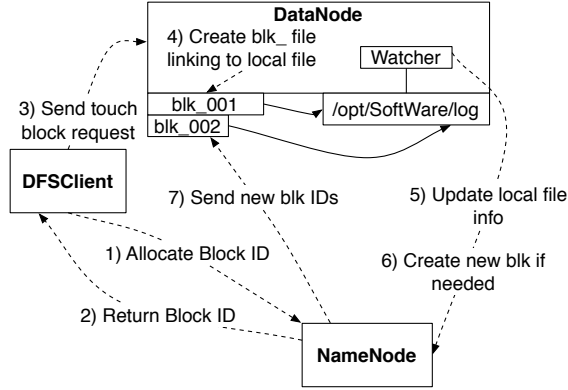 DataNode
4) Create blk_ file
linking to local file
Watcher
blk_001
/opt/SoftWare/log
blk_002
3) Send touch
block request
DFSClient
7) Send new blk IDs
5) Update local file
info
1) Allocate Block ID
6) Create new blk if
needed
2) Return Block ID
NameNode